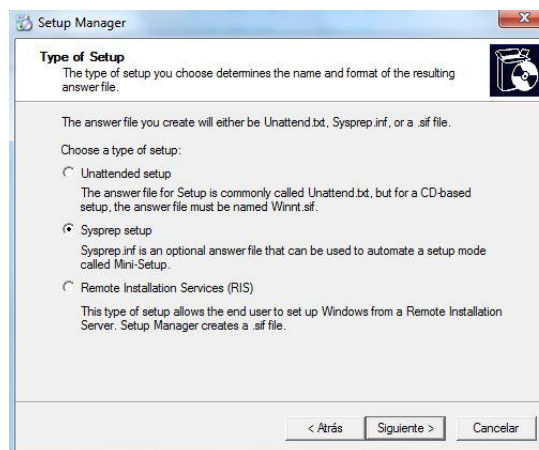 Setup Manager
Type of Setup
The type of setup you choose determines the name and format of the resulting
answer file.
The answer file you create will either be Unattend.txt, Sysprep.inf, or a .sif file.
Choose a type of setup:
Unattended setup
The answer file for Setup is commonly called Unattend.txt, but for a CD-based
setup, the answer file must be named Winnt.sif.
Sysprep setup
Sysprep.inf is an optional answer file that can be used to automate a setup mode
called Mini-Setup.
Remote Installation Services (RIS)
This type of setup allows the end user to set up Windows from a Remote Installation
Server. Setup Manager creates a .sif file.
< Atrás Siguiente > Cancelar